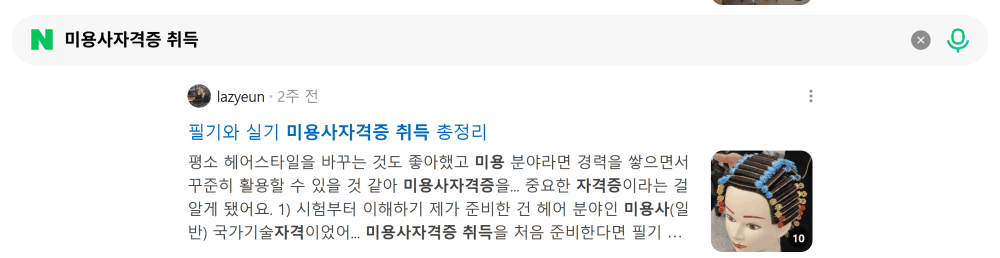 N 미용사자격증 취득
lazyeun · 2주 전
필기와 실기 미용사자격증 취득 총정리
평소 헤어스타일을 바꾸는 것도 좋아했고 미용 분야라면 경력을 쌓으면서
꾸준히 활용할 수 있을 것 같아 미용사자격증을... 중요한 자격증이라는 걸
알게 됐어요. 1) 시험부터 이해하기 제가 준비한 건 헤어 분야인 미용사(일
반) 국가기술자격이었어... 미용사자격증 취득을 처음 준비한다면 필기 ...
10